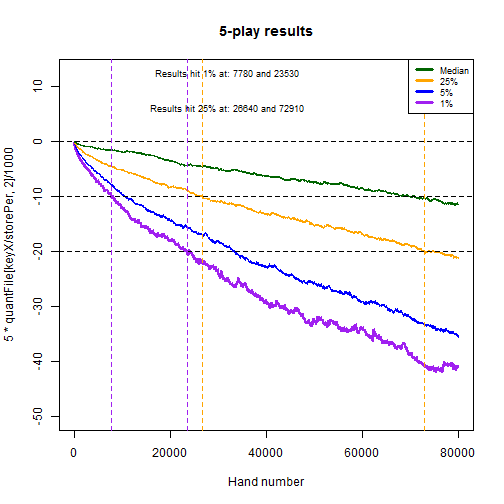 5-play results
Results hit 1% at: 7780 and 23530
Results hit 25% at: 26640 and 72910
Median
25%
5%
1%
5 * quantFile[keyX/storePer, 2]/1000
10
0
-10
-20
-30
-40
-50
0 20000 40000 60000 80000
Hand number